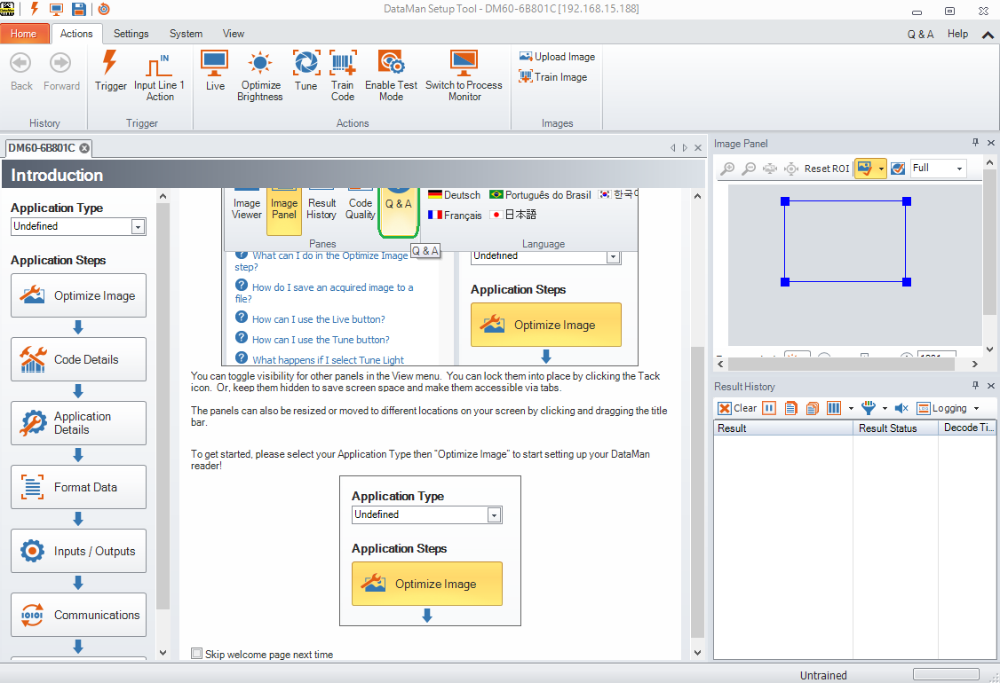 DataMan Setup Tool - DM60-6B801C [192.168.15.188]
Home Actions Settings System View Q & A Help
Back Forward Trigger Input Line 1 Action Live Optimize Brightness Tune Train Code Enable Test Mode Switch to Process Monitor Upload Image
Train Image
History Trigger Actions Images
DM60-6B801C
Introduction
Application Type
Undefined
Application Steps
Optimize Image
Code Details
Application
Details
Format Data
Inputs / Outputs
Communications
Image Viewer Image Panel Result History Code Quality Q & A
Deutsch Português do Brasil 한국
Français 日本語
Panes Language
Q & A
What can I do in the Optimize Image
step?
How do I save an acquired image to a
file?
How can I use the Live button?
How can I use the Tune button?
What happens if I select Tune Light
Undefined
Application Steps
Optimize Image
You can toggle visibility for other panels in the View menu. You can lock them into place by clicking the Tack
icon. Or, keep them hidden to save screen space and make them accessible via tabs.
The panels can also be resized or moved to different locations on your screen by clicking and dragging the title
bar.
To get started, please select your Application Type then "Optimize Image" to start setting up your DataMan
reader!
Application Type
Undefined
Application Steps
Optimize Image
Skip welcome page next time
Image Panel
Reset ROI Full
Result History
Clear Logging
Result Result Status Decode Ti...
Untrained